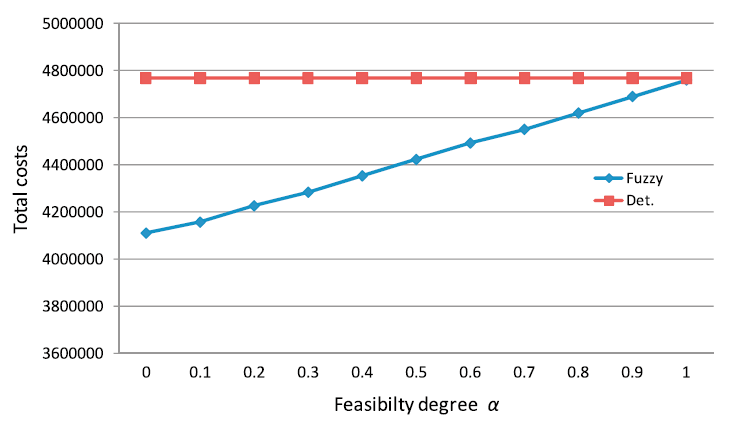 5000000
4800000
4600000
4400000
4200000
4000000
3800000
3600000
Total costs
0 0.1 0.2 0.3 0.4 0.5 0.6 0.7 0.8 0.9 1
Feasibilty degree α
Fuzzy
Det.